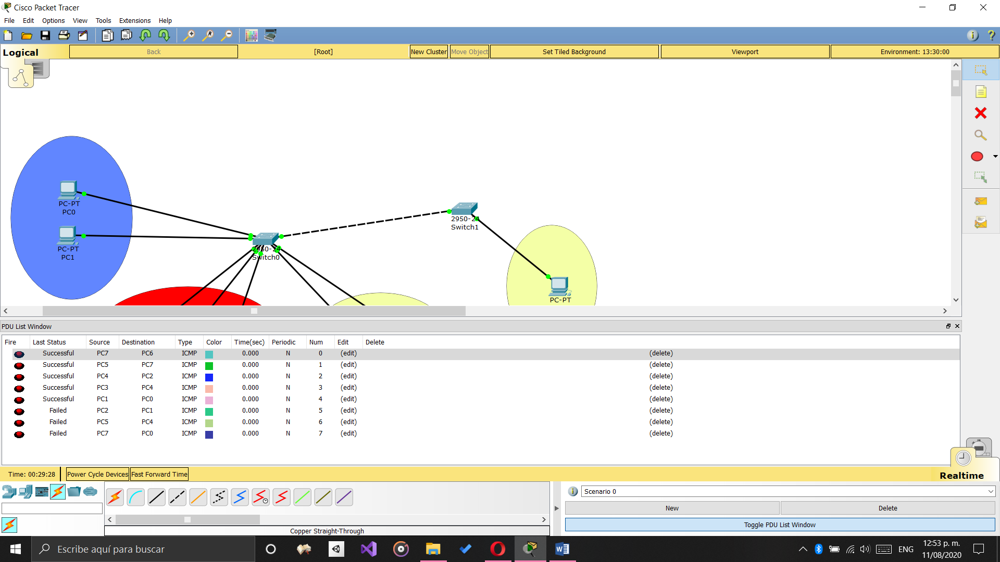 Cisco Packet Tracer
File Edit Options View Tools Extensions Help
Logical Back [Root] New Cluster Move Object Set Tiled Background Viewport Environment: 13:30:00
PC-PT
PC0
PC-PT
PC1
2950-24
Switch0
2950-24
Switch1
PC-PT
PDU List Window
Fire Last Status Source Destination Type Color Time(sec) Periodic Num Edit Delete
Successful PC7 PC6 ICMP 0.000 N 0 (edit) (delete)
Successful PC5 PC7 ICMP 0.000 N 1 (edit) (delete)
Successful PC4 PC2 ICMP 0.000 N 2 (edit) (delete)
Successful PC3 PC4 ICMP 0.000 N 3 (edit) (delete)
Successful PC1 PC0 ICMP 0.000 N 4 (edit) (delete)
Failed PC2 PC1 ICMP 0.000 N 5 (edit) (delete)
Failed PC5 PC4 ICMP 0.000 N 6 (edit) (delete)
Failed PC7 PC0 ICMP 0.000 N 7 (edit) (delete)
Time: 00:29:28 Power Cycle Devices Fast Forward Time Realtime
Scenario 0
New Delete
Toggle PDU List Window
Copper Straight-Through
Escribe aquí para buscar
ENG
12:53 p. m.
11/08/2020